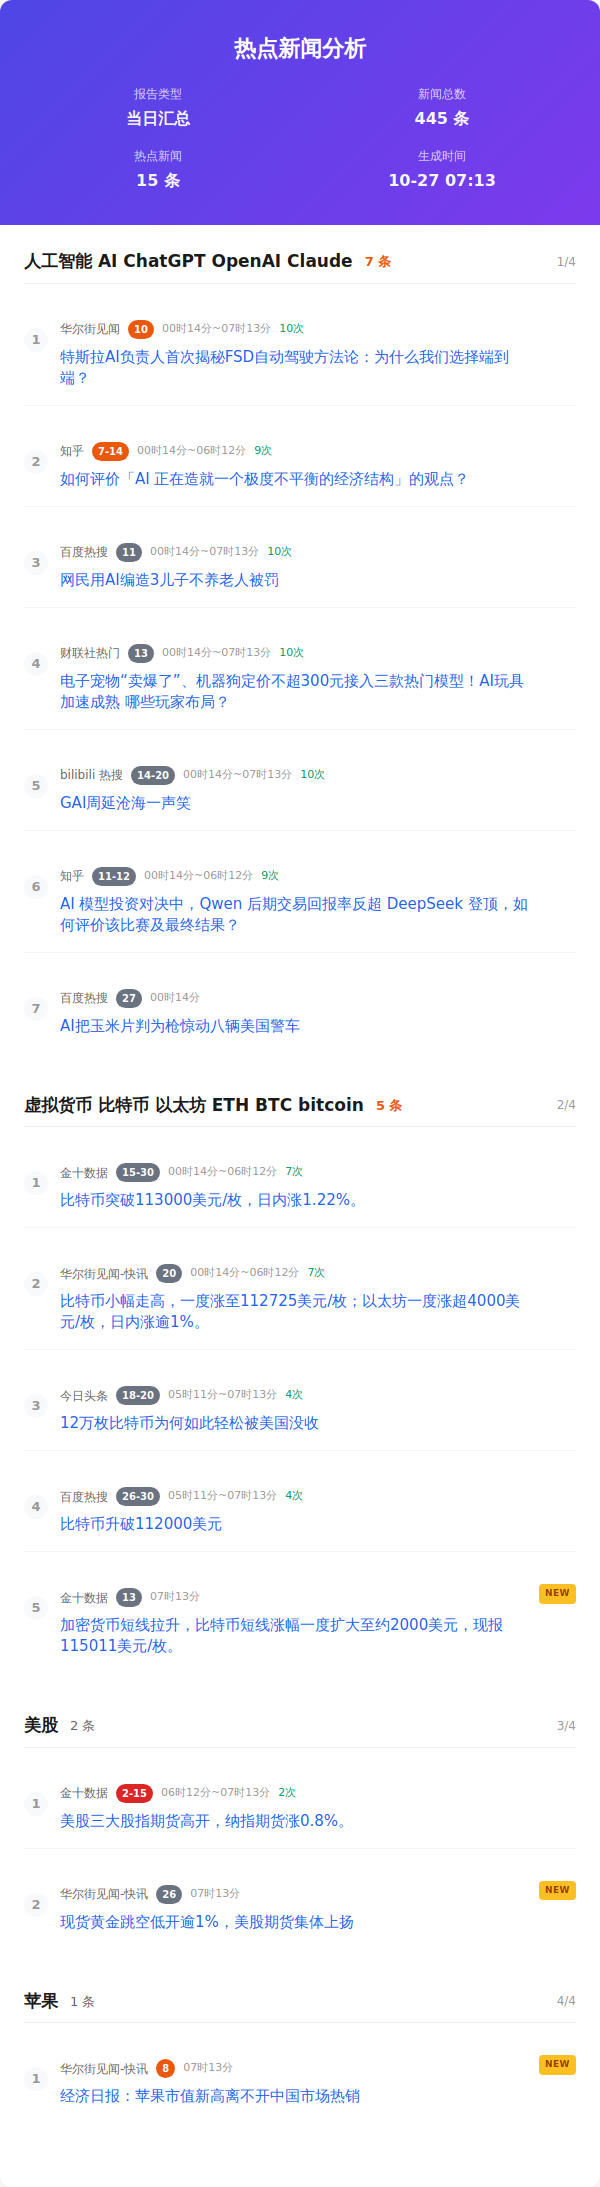 热点新闻分析
报告类型
新闻总数
当日汇总
445 条
热点新闻
生成时间
15 条
10-27 07:13
人工智能 AI ChatGPT OpenAI Claude 7 条 1/4
1 华尔街见闻 10 00时14分~07时13分 10次
特斯拉AI负责人首次揭秘FSD自动驾驶方法论：为什么我们选择端到
端？
2 知乎 7-14 00时14分~06时12分 9次
如何评价「AI 正在造就一个极度不平衡的经济结构」的观点？
3 百度热搜 11 00时14分~07时13分 10次
网民用AI编造3儿子不养老人被罚
4 财联社热门 13 00时14分~07时13分 10次
电子宠物“卖爆了”、机器狗定价不超300元接入三款热门模型！AI玩具
加速成熟 哪些玩家布局？
5 bilibili 热搜 14-20 00时14分~07时13分 10次
GAI周延沧海一声笑
6 知乎 11-12 00时14分~06时12分 9次
AI 模型投资对决中，Qwen 后期交易回报率反超 DeepSeek 登顶，如
何评价该比赛及最终结果？
7 百度热搜 27 00时14分
AI把玉米片判为枪惊动八辆美国警车
虚拟货币 比特币 以太坊 ETH BTC bitcoin 5 条 2/4
1 金十数据 15-30 00时14分~06时12分 7次
比特币突破113000美元/枚，日内涨1.22%。
2 华尔街见闻-快讯 20 00时14分~06时12分 7次
比特币小幅走高，一度涨至112725美元/枚；以太坊一度涨超4000美
元/枚，日内涨逾1%。
3 今日头条 18-20 05时11分~07时13分 4次
12万枚比特币为何如此轻松被美国没收
4 百度热搜 26-30 05时11分~07时13分 4次
比特币升破112000美元
5 金十数据 13 07时13分 NEW
加密货币短线拉升，比特币短线涨幅一度扩大至约2000美元，现报
115011美元/枚。
美股 2 条 3/4
1 金十数据 2-15 06时12分~07时13分 2次
美股三大股指期货高开，纳指期货涨0.8%。
2 华尔街见闻-快讯 26 07时13分 NEW
现货黄金跳空低开逾1%，美股期货集体上扬
苹果 1 条 4/4
1 华尔街见闻-快讯 8 07时13分 NEW
经济日报：苹果市值新高离不开中国市场热销